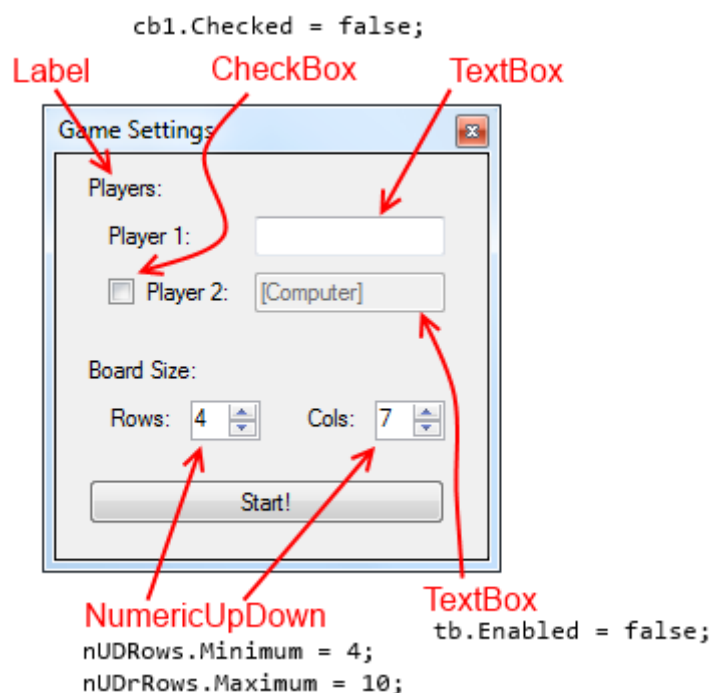 cb1.Checked = false;
Label CheckBox TextBox
Game Settings
Players:
Player 1:
Player 2: [Computer]
Board Size:
Rows: 4 Cols: 7
Start!
NumericUpDown
nUDRows.Minimum = 4;
nUDrRows.Maximum = 10;
TextBox
tb.Enabled = false;